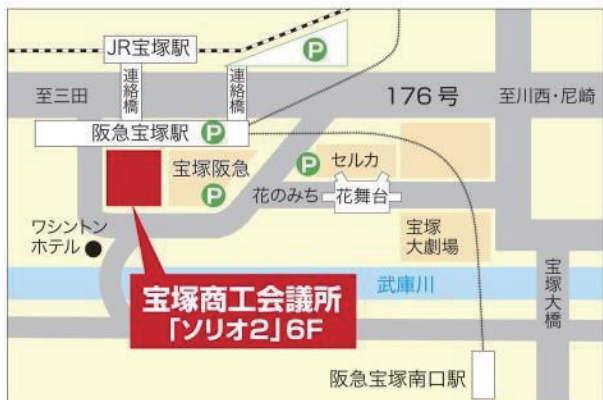 JR宝塚駅
P
連絡橋
連絡橋
至三田
176号
至川西・尼崎
阪急宝塚駅
P
宝塚阪急
P
P
セルカ
花のみち
花舞台
ワシントン
ホテル
宝塚
大劇場
宝塚商工会議所
「ソリオ2」6F
武庫川
宝塚大橋
阪急宝塚南口駅